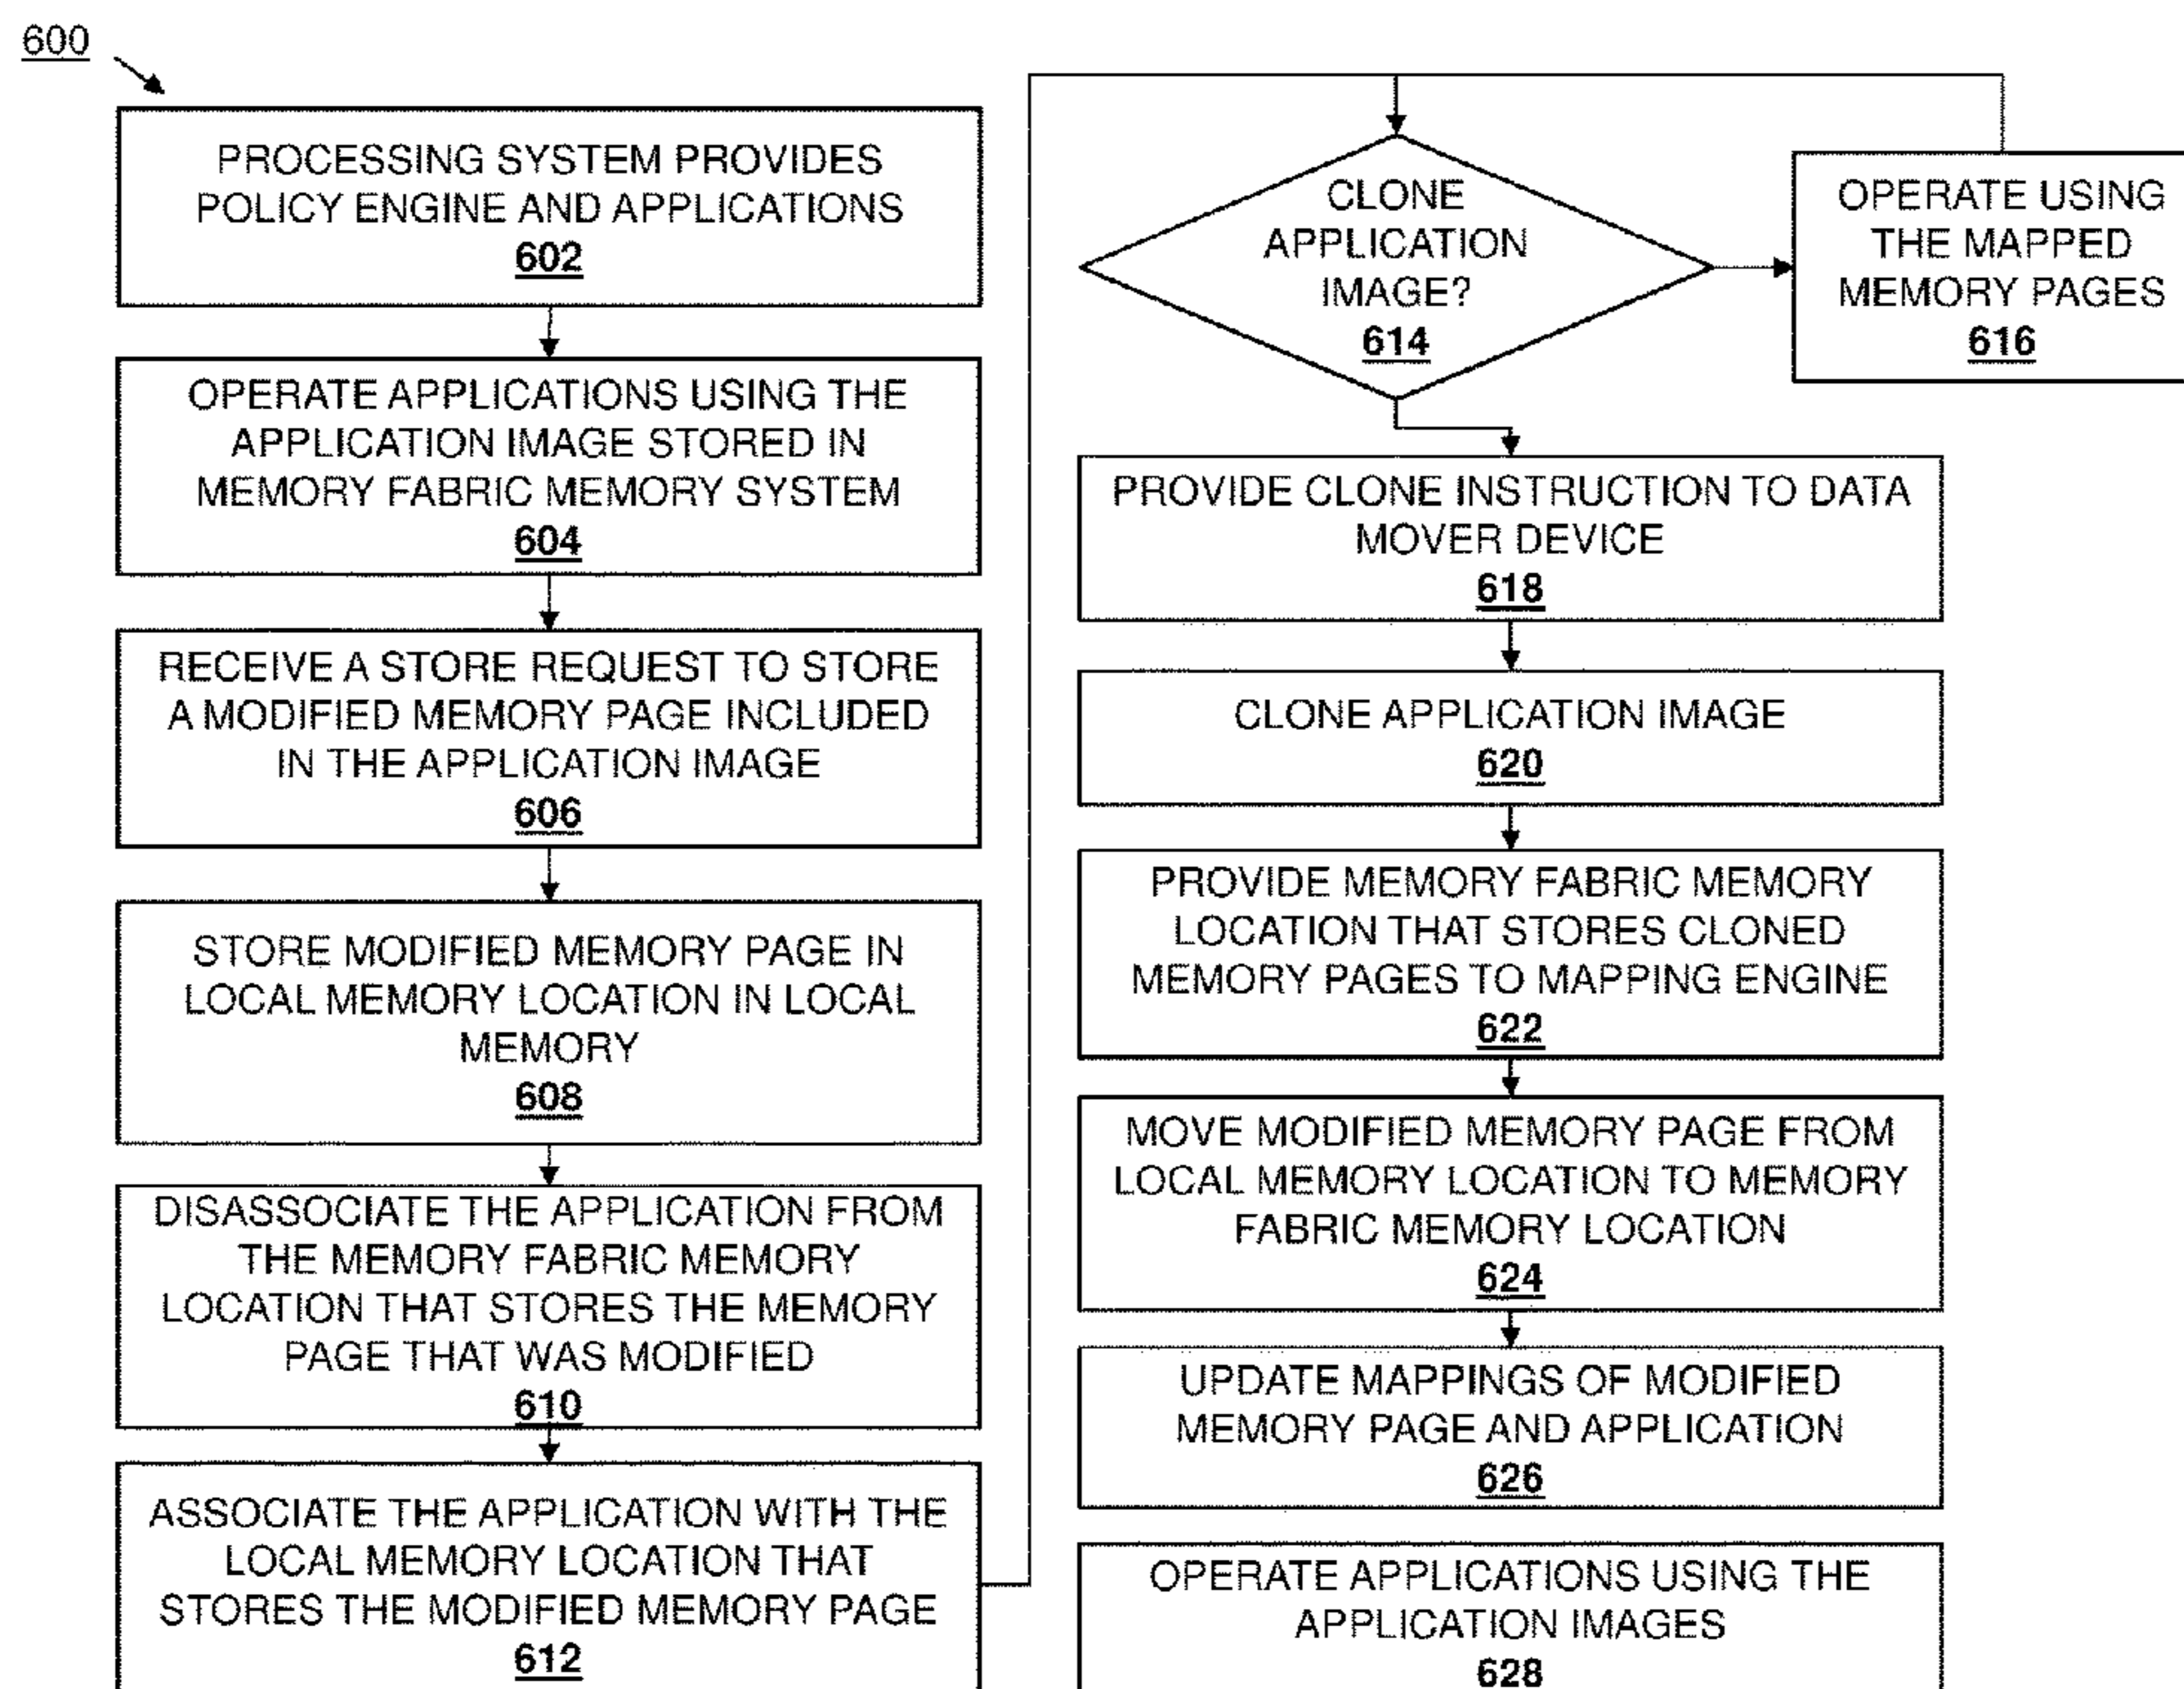 600
PROCESSING SYSTEM PROVIDES
POLICY ENGINE AND APPLICATIONS
602
OPERATE APPLICATIONS USING THE
APPLICATION IMAGE STORED IN
MEMORY FABRIC MEMORY SYSTEM
604
RECEIVE A STORE REQUEST TO STORE
A MODIFIED MEMORY PAGE INCLUDED
IN THE APPLICATION IMAGE
606
STORE MODIFIED MEMORY PAGE IN
LOCAL MEMORY LOCATION IN LOCAL
MEMORY
608
DISASSOCIATE THE APPLICATION FROM
THE MEMORY FABRIC MEMORY
LOCATION THAT STORES THE MEMORY
PAGE THAT WAS MODIFIED
610
ASSOCIATE THE APPLICATION WITH THE
LOCAL MEMORY LOCATION THAT
STORES THE MODIFIED MEMORY PAGE
612
CLONE
APPLICATION
IMAGE?
614
OPERATE USING
THE MAPPED
MEMORY PAGES
616
PROVIDE CLONE INSTRUCTION TO DATA
MOVER DEVICE
618
CLONE APPLICATION IMAGE
620
PROVIDE MEMORY FABRIC MEMORY
LOCATION THAT STORES CLONED
MEMORY PAGES TO MAPPING ENGINE
622
MOVE MODIFIED MEMORY PAGE FROM
LOCAL MEMORY LOCATION TO MEMORY
FABRIC MEMORY LOCATION
624
UPDATE MAPPINGS OF MODIFIED
MEMORY PAGE AND APPLICATION
626
OPERATE APPLICATIONS USING THE
APPLICATION IMAGES
628